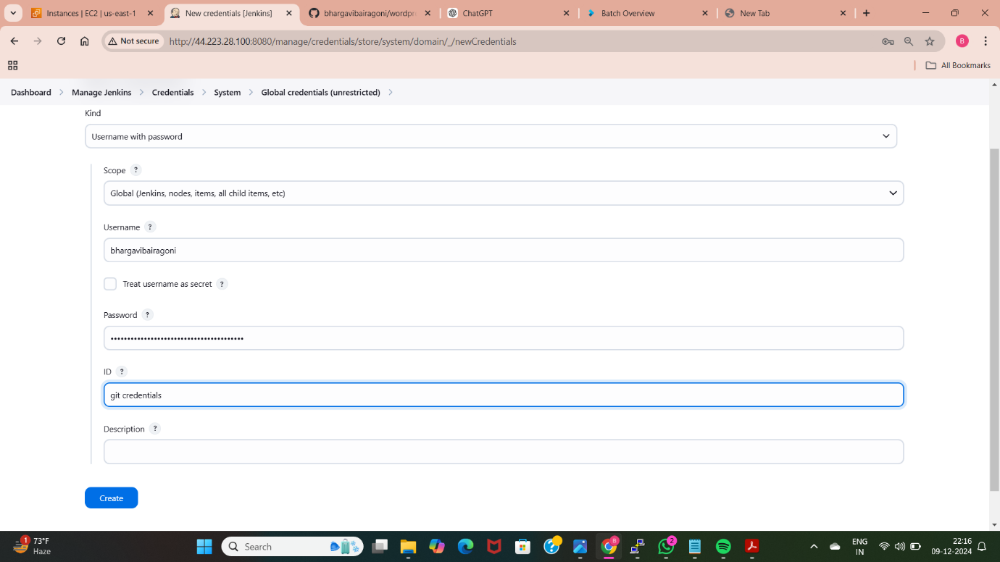 Instances | EC2 | us-east-1
New credentials [Jenkins]
bhargavibairagoni/wordpre
ChatGPT
Batch Overview
New Tab
Not secure
http://44.223.28.100:8080/manage/credentials/store/system/domain/_/newCredentials
B
All Bookmarks
Dashboard
Manage Jenkins
Credentials
System
Global credentials (unrestricted)
Kind
Username with password
Scope ?
Global (Jenkins, nodes, items, all child items, etc)
Username ?
bhargavibairagoni
Treat username as secret ?
Password ?
ID ?
git credentials
Description ?
Create
1
73°F
Haze
Search
B
2
ENG
IN
22:16
09-12-2024